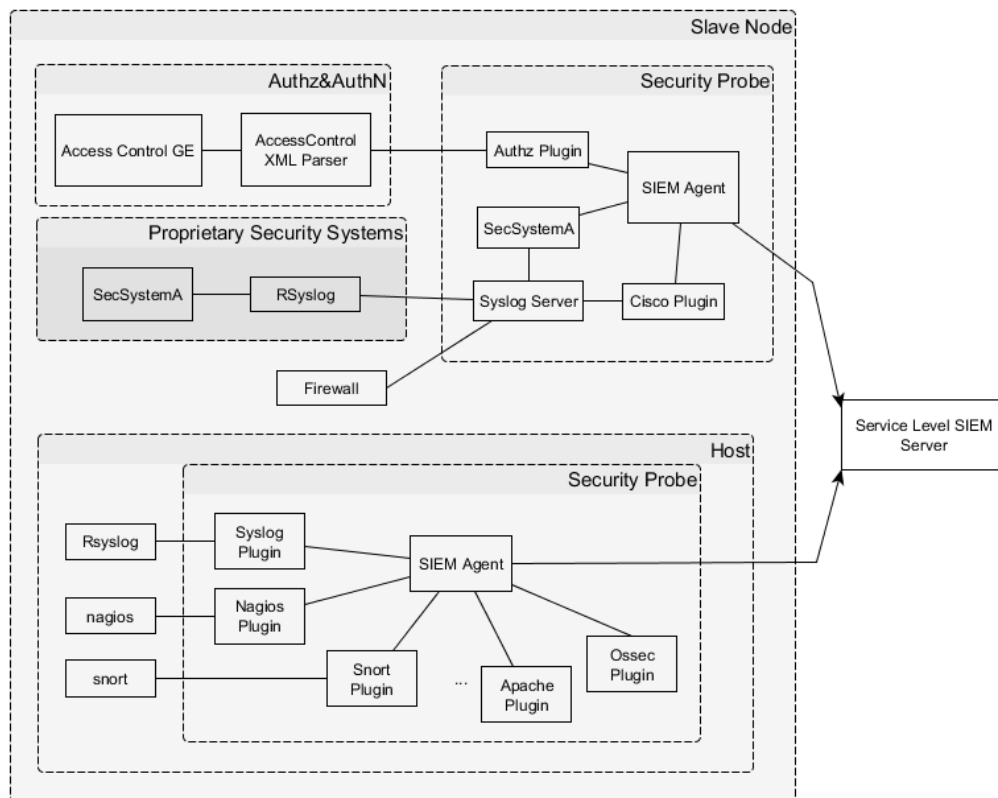 Slave Node
Authz&AuthN
Security Probe
Access Control GE
AccessControl
XML Parser
Authz Plugin
SIEM Agent
Proprietary Security Systems
SecSystemA
SecSystemA
RSyslog
Syslog Server
Cisco Plugin
Firewall
Service Level SIEM
Server
Host
Security Probe
Rsyslog
Syslog
Plugin
SIEM Agent
nagios
Nagios
Plugin
snort
Snort
Plugin
...
Apache
Plugin
Ossec
Plugin